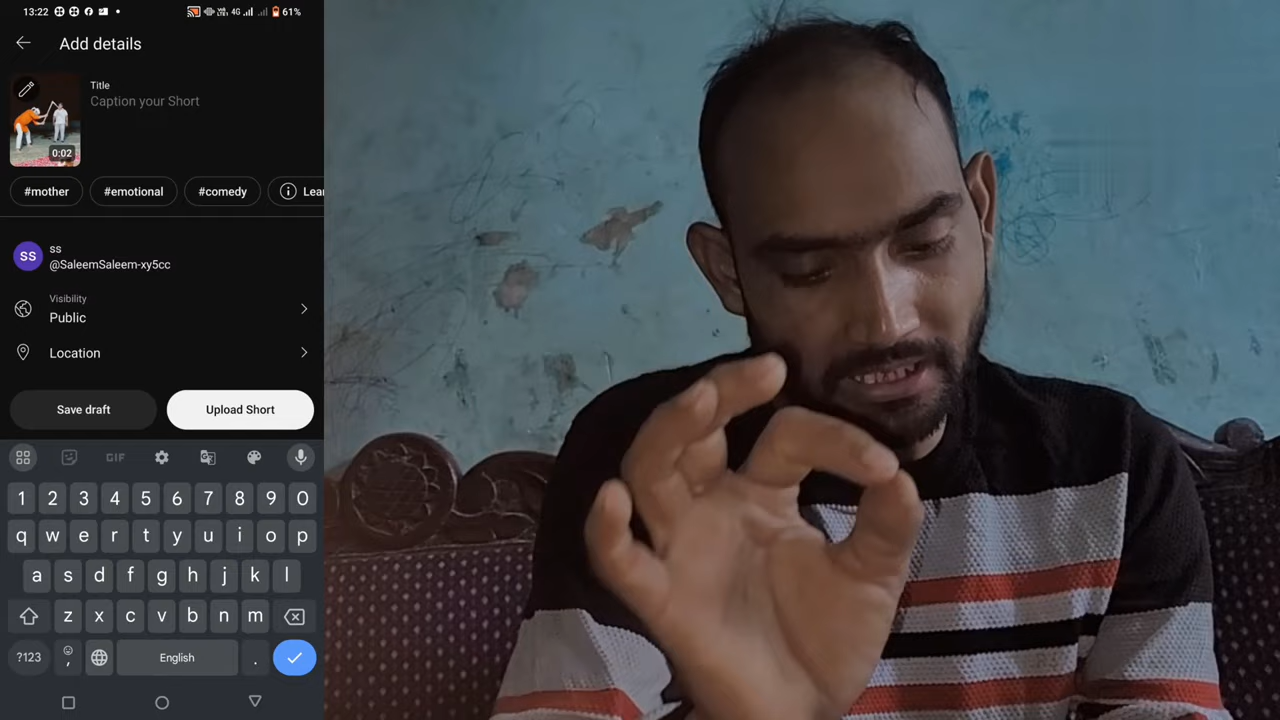 13:22
4G
61%
Add details
Title
Caption your Short
0:02
#mother
#emotional
#comedy
Lear
SS
ss
@SaleemSaleem-xy5cc
Visibility
Public
Location
Save draft
Upload Short
GIF
1 2 3 4 5 6 7 8 9 0
q w e r t y u i o p
a s d f g h j k l
z x c v b n m
?123
,
English
.